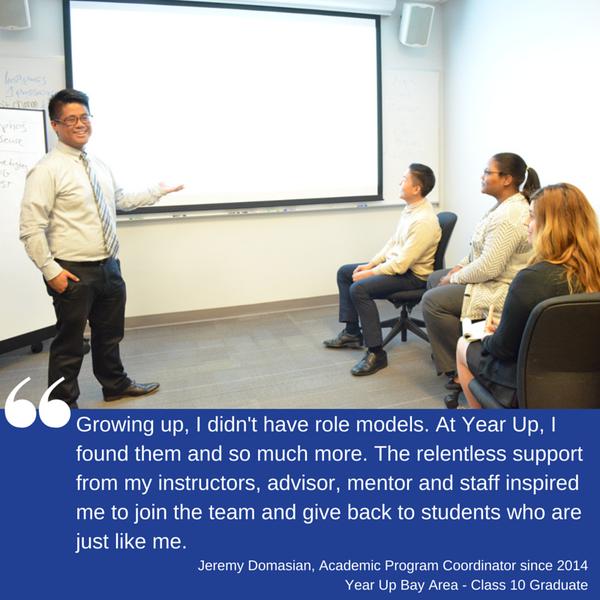 “
Growing up, I didn't have role models. At Year Up, I
found them and so much more. The relentless support
from my instructors, advisor, mentor and staff inspired
me to join the team and give back to students who are
just like me.
Jeremy Domasian, Academic Program Coordinator since 2014
Year Up Bay Area - Class 10 Graduate